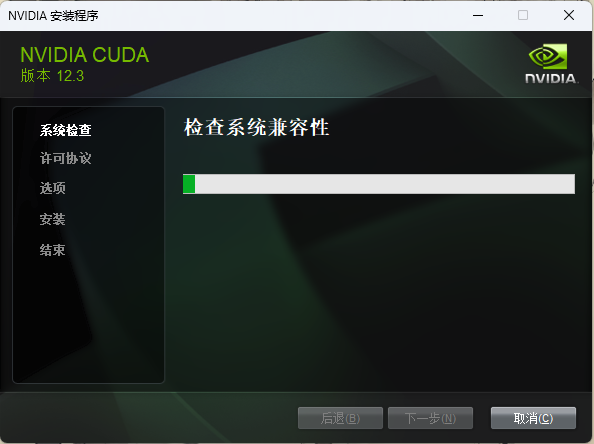 NVIDIA 安装程序
NVIDIA CUDA
版本 12.3
NVIDIA.
系统检查
许可协议
选项
安装
结束
检查系统兼容性
后退(B)
下一步(N)
取消(C)